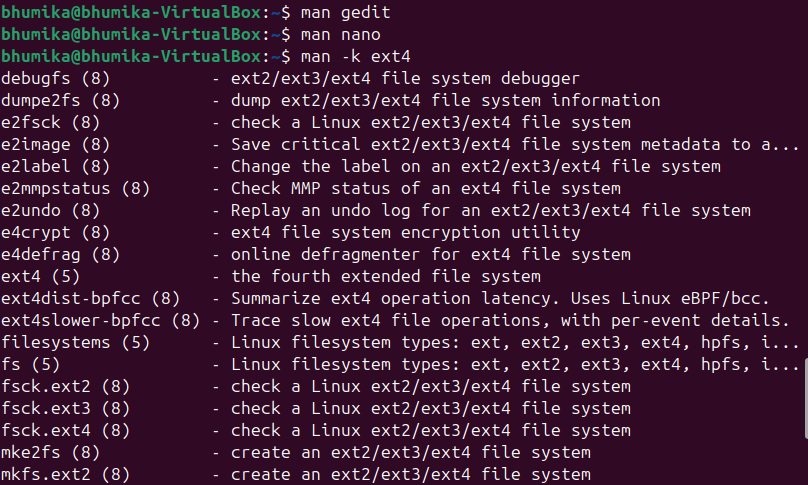 bhumika@bhumika-VirtualBox:~$ man gedit
bhumika@bhumika-VirtualBox:~$ man nano
bhumika@bhumika-VirtualBox:~$ man -k ext4
debugfs (8)          - ext2/ext3/ext4 file system debugger
dumpe2fs (8)         - dump ext2/ext3/ext4 file system information
e2fsck (8)           - check a Linux ext2/ext3/ext4 file system
e2image (8)          - Save critical ext2/ext3/ext4 file system metadata to a...
e2label (8)          - Change the label on an ext2/ext3/ext4 file system
e2mmpstatus (8)      - Check MMP status of an ext4 file system
e2undo (8)           - Replay an undo log for an ext2/ext3/ext4 file system
e4crypt (8)          - ext4 file system encryption utility
e4defrag (8)         - online defragmenter for ext4 file system
ext4 (5)             - the fourth extended file system
ext4dist-bpfcc (8)   - Summarize ext4 operation latency. Uses Linux eBPF/bcc.
ext4slower-bpfcc (8) - Trace slow ext4 file operations, with per-event details.
filesystems (5)      - Linux filesystem types: ext, ext2, ext3, ext4, hpfs, i...
fs (5)               - Linux filesystem types: ext, ext2, ext3, ext4, hpfs, i...
fsck.ext2 (8)        - check a Linux ext2/ext3/ext4 file system
fsck.ext3 (8)        - check a Linux ext2/ext3/ext4 file system
fsck.ext4 (8)        - check a Linux ext2/ext3/ext4 file system
mke2fs (8)           - create an ext2/ext3/ext4 file system
mkfs.ext2 (8)        - create an ext2/ext3/ext4 file system